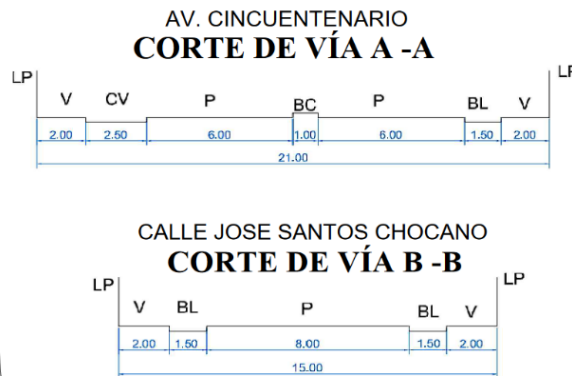 AV. CINCUENTENARIO
CORTE DE VÍA A -A
LP LP
V CV P BC P BL V
2.00 2.50 6.00 1.00 6.00 1.50 2.00
21.00
CALLE JOSE SANTOS CHOCANO
CORTE DE VÍA B -B
LP LP
V BL P BL V
2.00 1.50 8.00 1.50 2.00
15.00